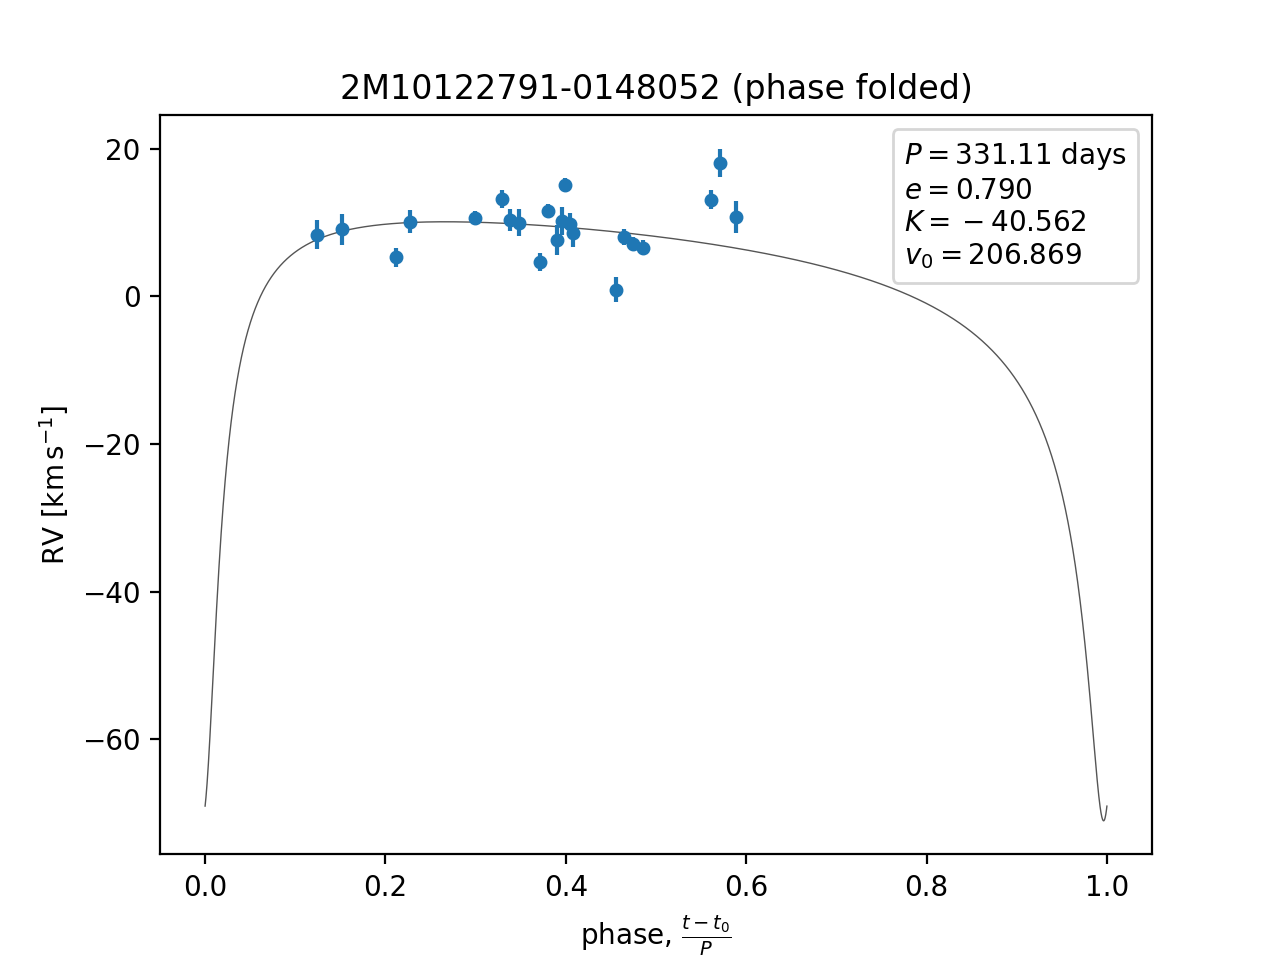 2M10122791-0148052 (phase folded)
P = 331.11 days
e = 0.790
K = −40.562
v₀ = 206.869
20
0
−20
−40
−60
RV [km s⁻¹]
0.0 0.2 0.4 0.6 0.8 1.0
phase, (t − t₀)/P